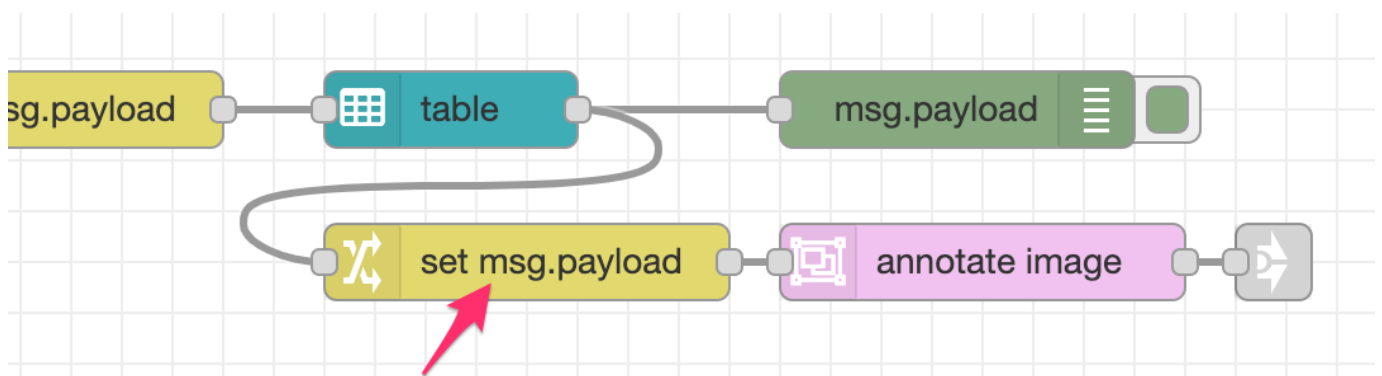 sg.payload
table
msg.payload
set msg.payload
annotate image